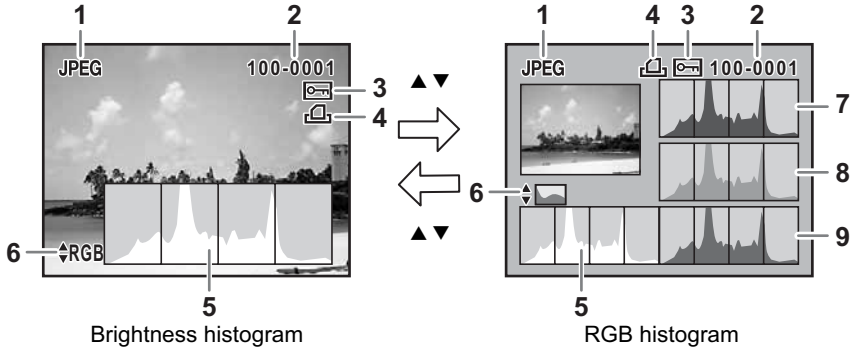 1 2
JPEG 100-0001
3
4
6 RGB
5
Brightness histogram
▲▼
▲▼
1 4 3 2
JPEG 100-0001
7
8
6
9
5
RGB histogram